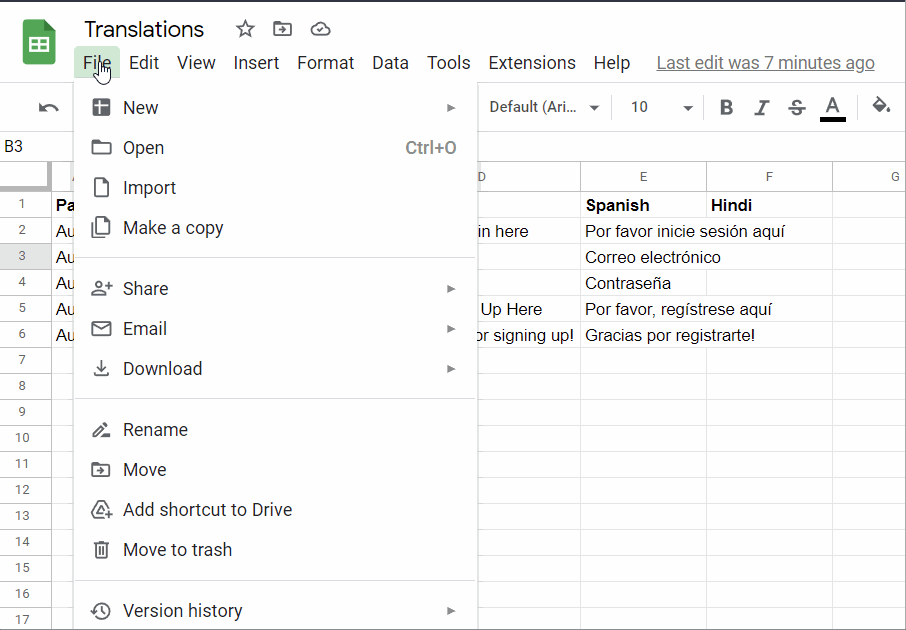 Translations
File Edit View Insert Format Data Tools Extensions Help Last edit was 7 minutes ago
New
Default (Ari... 10 B I S A
B3
Open Ctrl+O
Import
Make a copy
Share
Email
Download
Rename
Move
Add shortcut to Drive
Move to trash
Version history
D E F G
1 Pa Spanish Hindi
2 Au in here Por favor inicie sesión aquí
3 Au Correo electrónico
4 Au Contraseña
5 Au Up Here Por favor, regístrese aquí
6 Au or signing up! Gracias por registrarte!
7
8
9
10
11
12
13
14
15
16
17